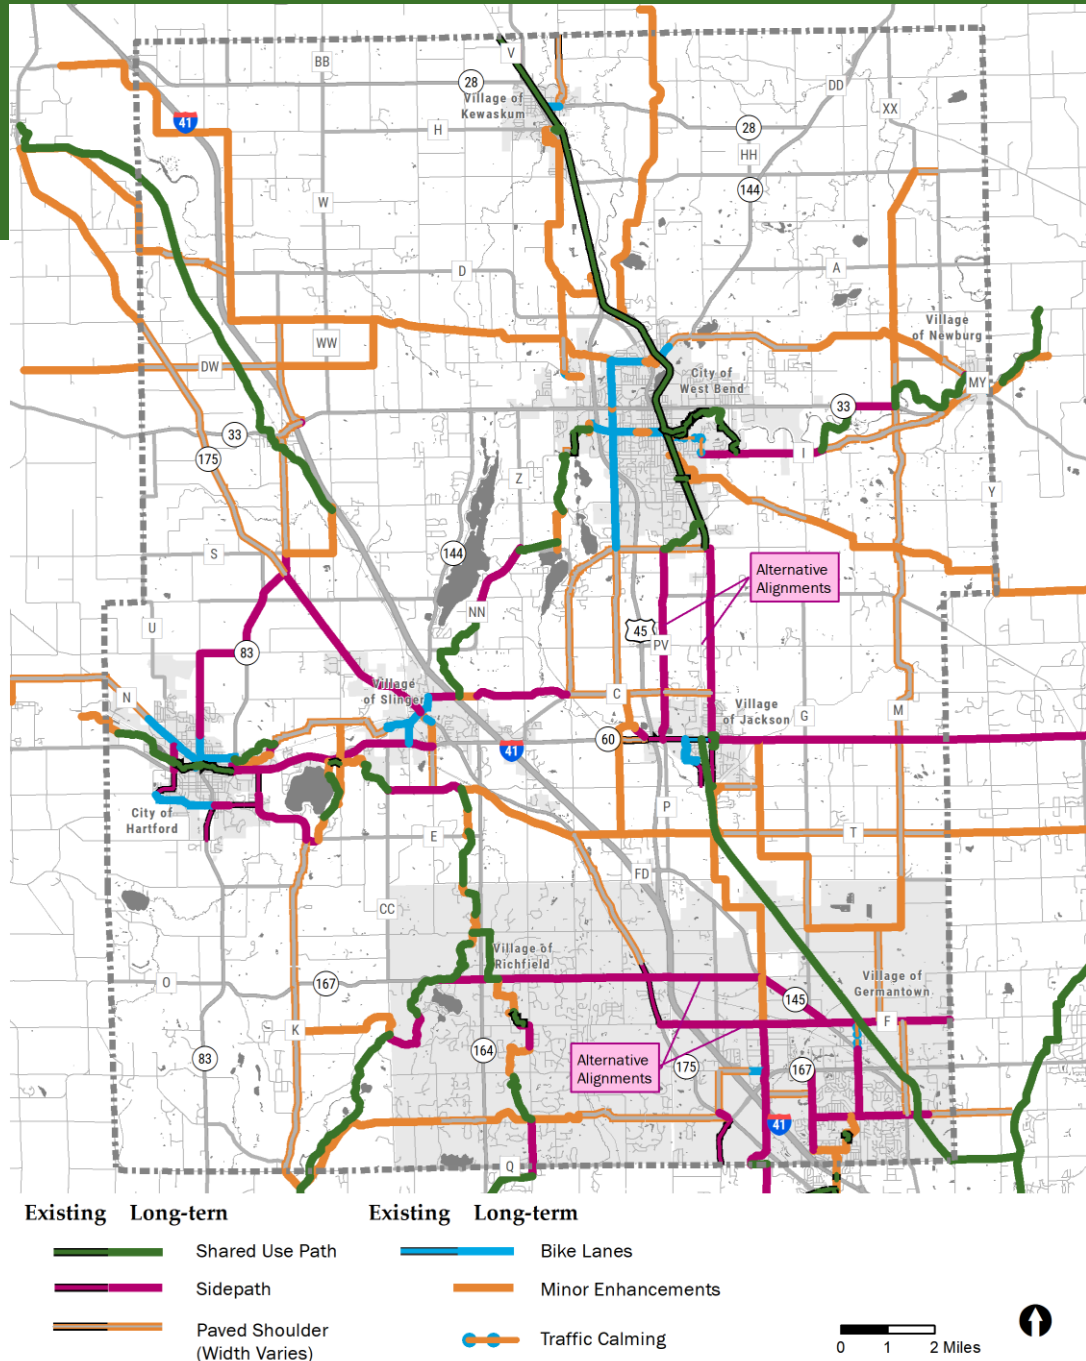 V
BB
28
Village of
Kewaskum
DD
XX
41
H
28
HH
144
W
D
A
Village
of Newburg
WW
DW
City of
West Bend
MY
33
33
175
I
Z
Y
S
144
Alternative
Alignments
NN
U
45
PV
83
Village
of Slinger
N
C
Village
of Jackson
G
M
60
41
P
City of
Hartford
E
T
FD
CC
Village of
Richfield
O
167
Village of
Germantown
145
F
K
164
83
Alternative
Alignments
175
167
41
Q
Existing Long-tern Existing Long-term
Shared Use Path Bike Lanes
Sidepath Minor Enhancements
Paved Shoulder
(Width Varies)
Traffic Calming
0 1 2 Miles